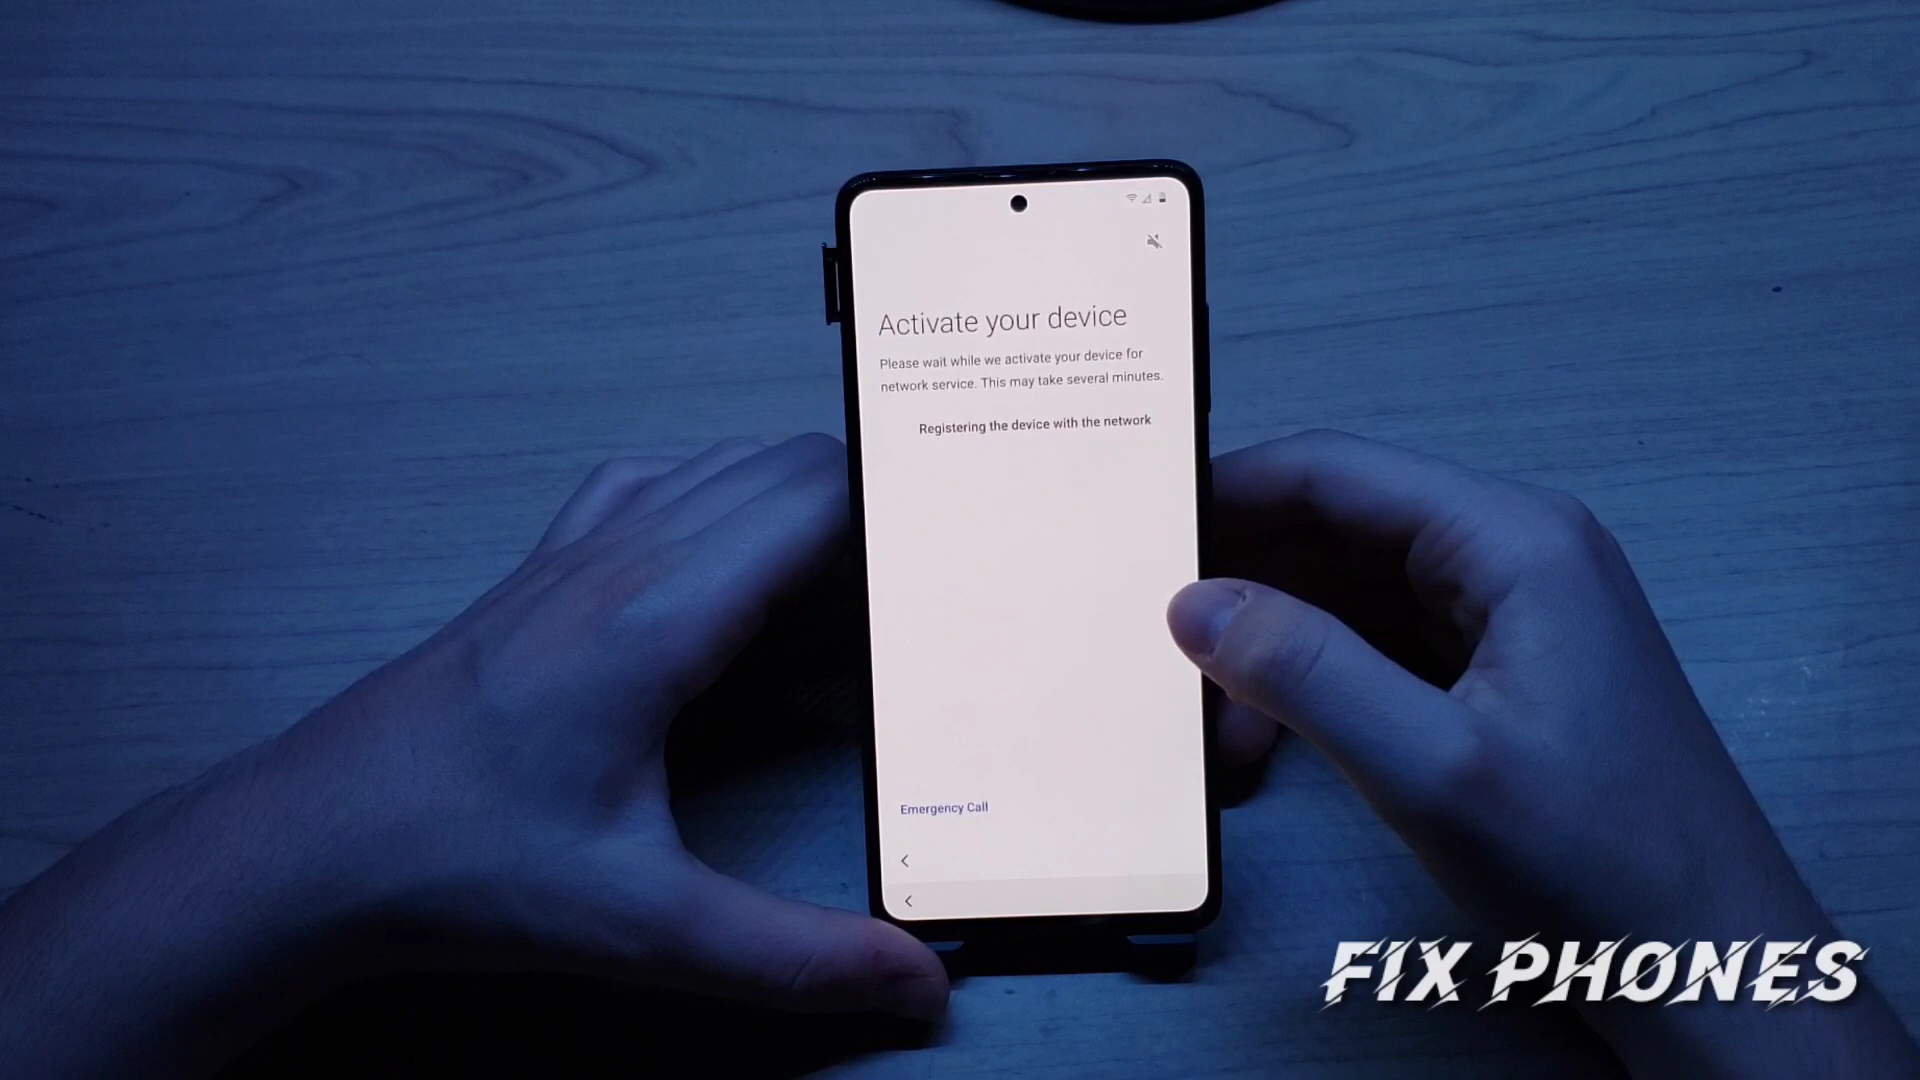 Activate your device
Please wait while we activate your device for
network service. This may take several minutes.
Registering the device with the network
Emergency Call
FIX PHONES